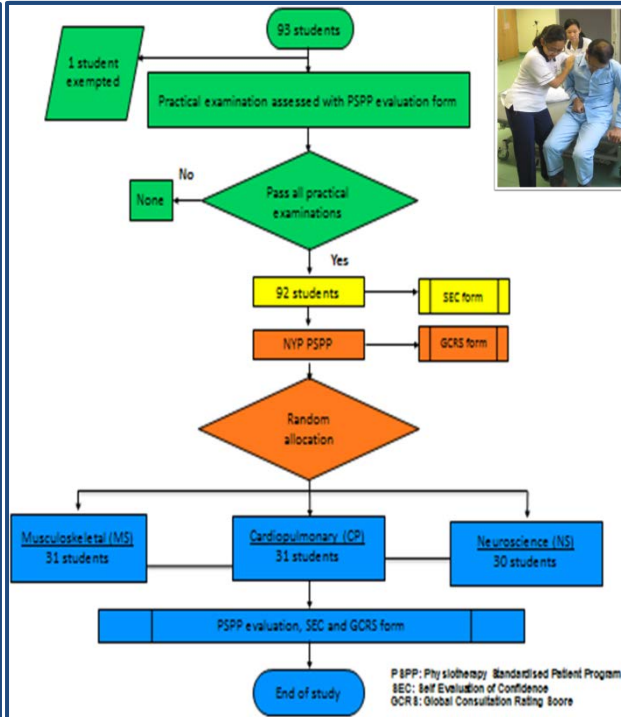 93 students
1 student
exempted
Practical examination assessed with PSPP evaluation form
Pass all practical
examinations
No
None
Yes
92 students
SEC form
NYP PSPP
GCRS form
Random
allocation
Musculoskeletal (MS)
31 students
Cardiopulmonary (CP)
31 students
Neuroscience (NS)
30 students
PSPP evaluation, SEC and GCRS form
End of study
PSPP: Physiotherapy Standardised Patient Program
SEC: Self Evaluation of Confidence
GCRS: Global Consultation Rating Score